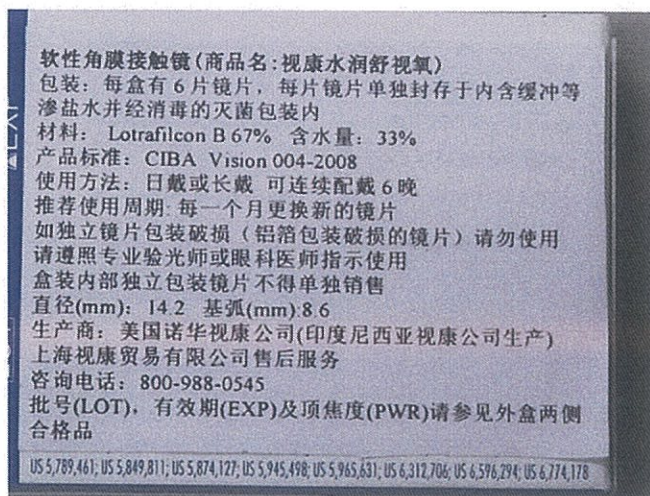 软性角膜接触镜(商品名:视康水润舒视氧)
包装：每盒有6片镜片，每片镜片单独封存于内含缓冲等
渗盐水并经消毒的灭菌包装内
材料： Lotrafilcon B 67% 含水量：33%
产品标准：CIBA Vision 004-2008
使用方法：日戴或长戴 可连续配戴6晚
推荐使用周期: 每一个月更换新的镜片
如独立镜片包装破损（铝箔包装破损的镜片）请勿使用
请遵照专业验光师或眼科医师指示使用
盒装内部独立包装镜片不得单独销售
直径(mm)：14.2 基弧(mm):8.6
生产商：美国诺华视康公司(印度尼西亚视康公司生产)
上海视康贸易有限公司售后服务
咨询电话：800-988-0545
批号(LOT)，有效期(EXP)及顶焦度(PWR)请参见外盒两侧
合格品
US 5,789,461; US 5,849,811; US 5,874,127; US 5,945,498; US 5,965,631; US 6,312,706; US 6,596,294; US 6,774,178